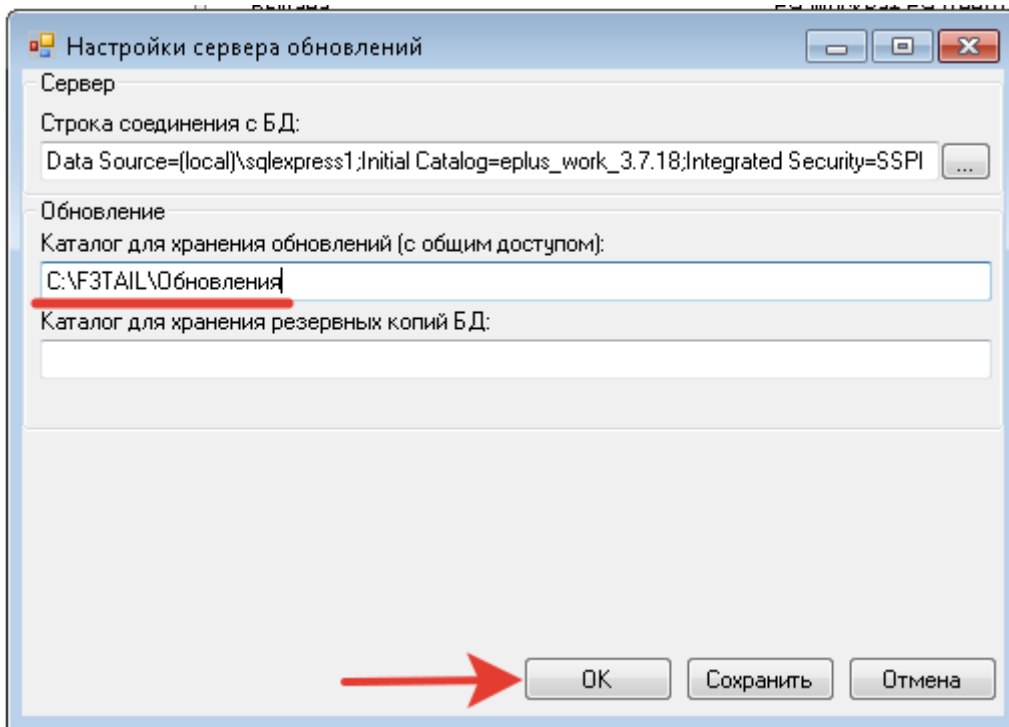 Настройки сервера обновлений
Сервер
Строка соединения с БД:
Data Source=(local)\sqlexpress1;Initial Catalog=eplus_work_3.7.18;Integrated Security=SSPI
...
Обновление
Каталог для хранения обновлений (с общим доступом):
C:\F3TAIL\Обновления
Каталог для хранения резервных копий БД:
OK
Сохранить
Отмена